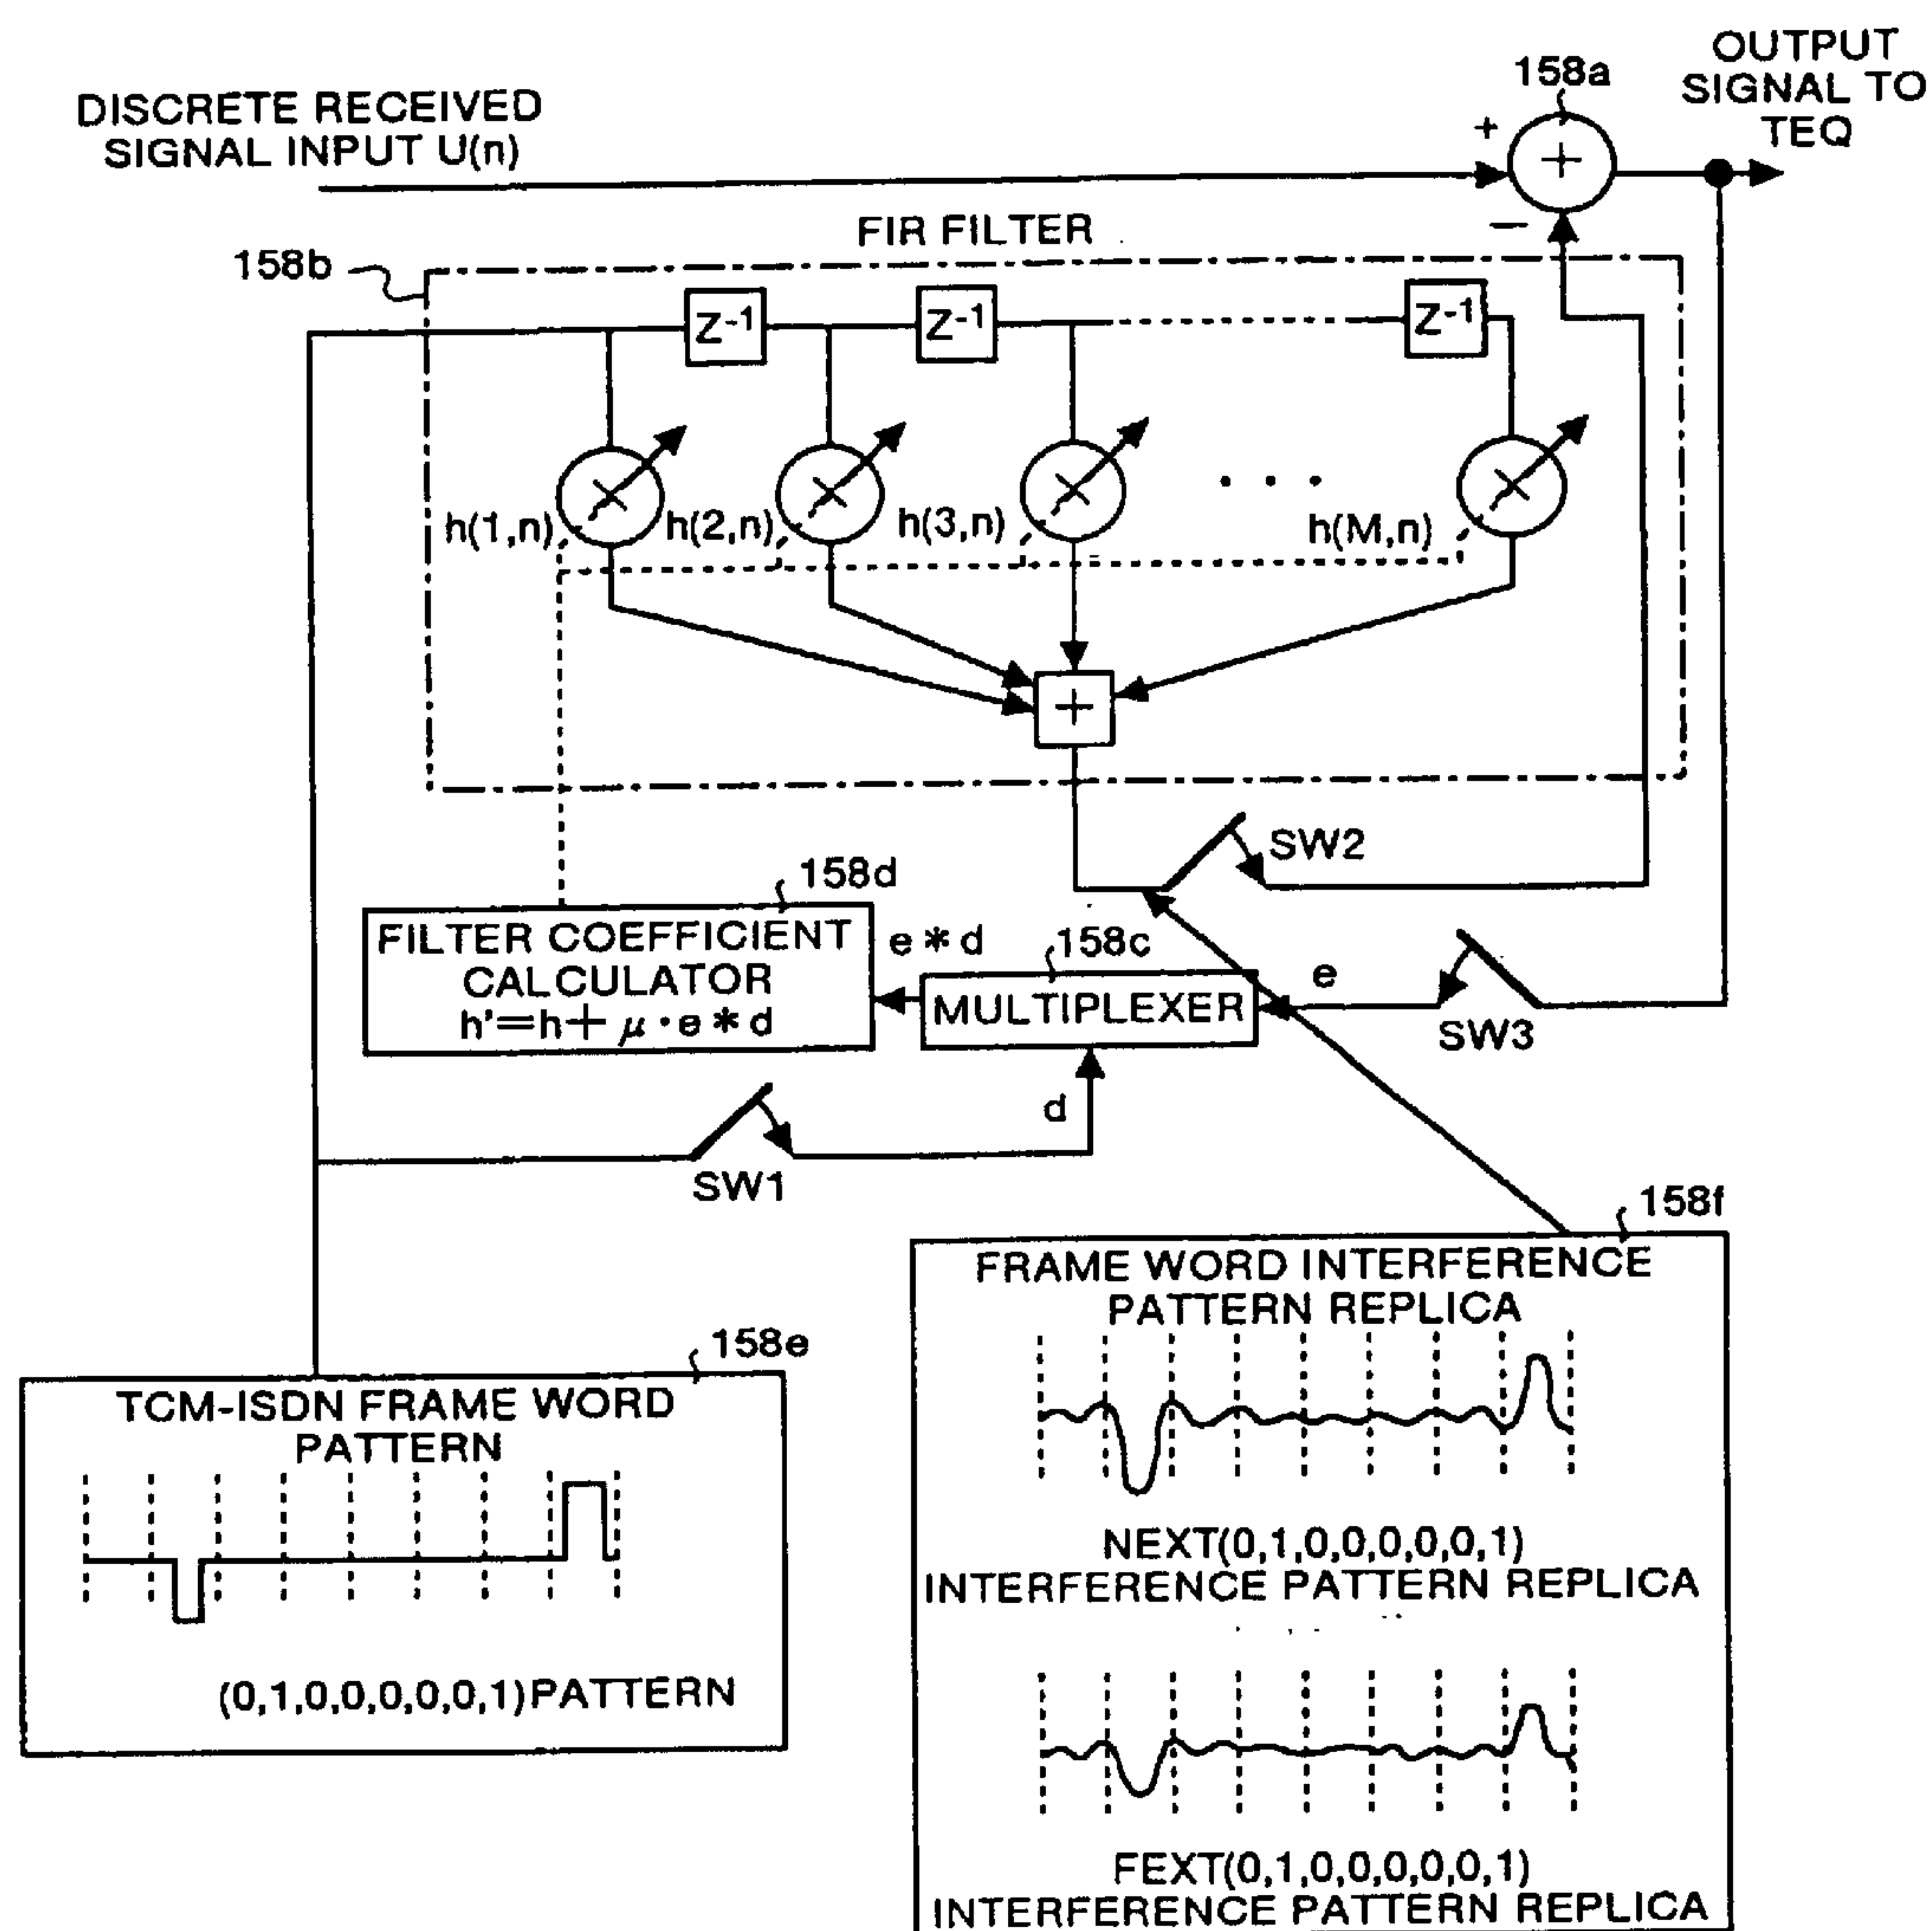 OUTPUT
SIGNAL TO
TEQ
158a
DISCRETE RECEIVED
SIGNAL INPUT U(n)
+
+
−
FIR FILTER
158b
Z-1
Z-1
Z-1
×
×
×
. . .
×
h(1,n)
h(2,n)
h(3,n)
h(M,n)
+
SW2
158d
FILTER COEFFICIENT
CALCULATOR
h'=h+ μ・e*d
e*d
158c
MULTIPLEXER
e
SW3
d
SW1
158f
FRAME WORD INTERFERENCE
PATTERN REPLICA
NEXT(0,1,0,0,0,0,0,1)
INTERFERENCE PATTERN REPLICA
FEXT(0,1,0,0,0,0,0,1)
INTERFERENCE PATTERN REPLICA
158e
TCM-ISDN FRAME WORD
PATTERN
(0,1,0,0,0,0,0,1)PATTERN